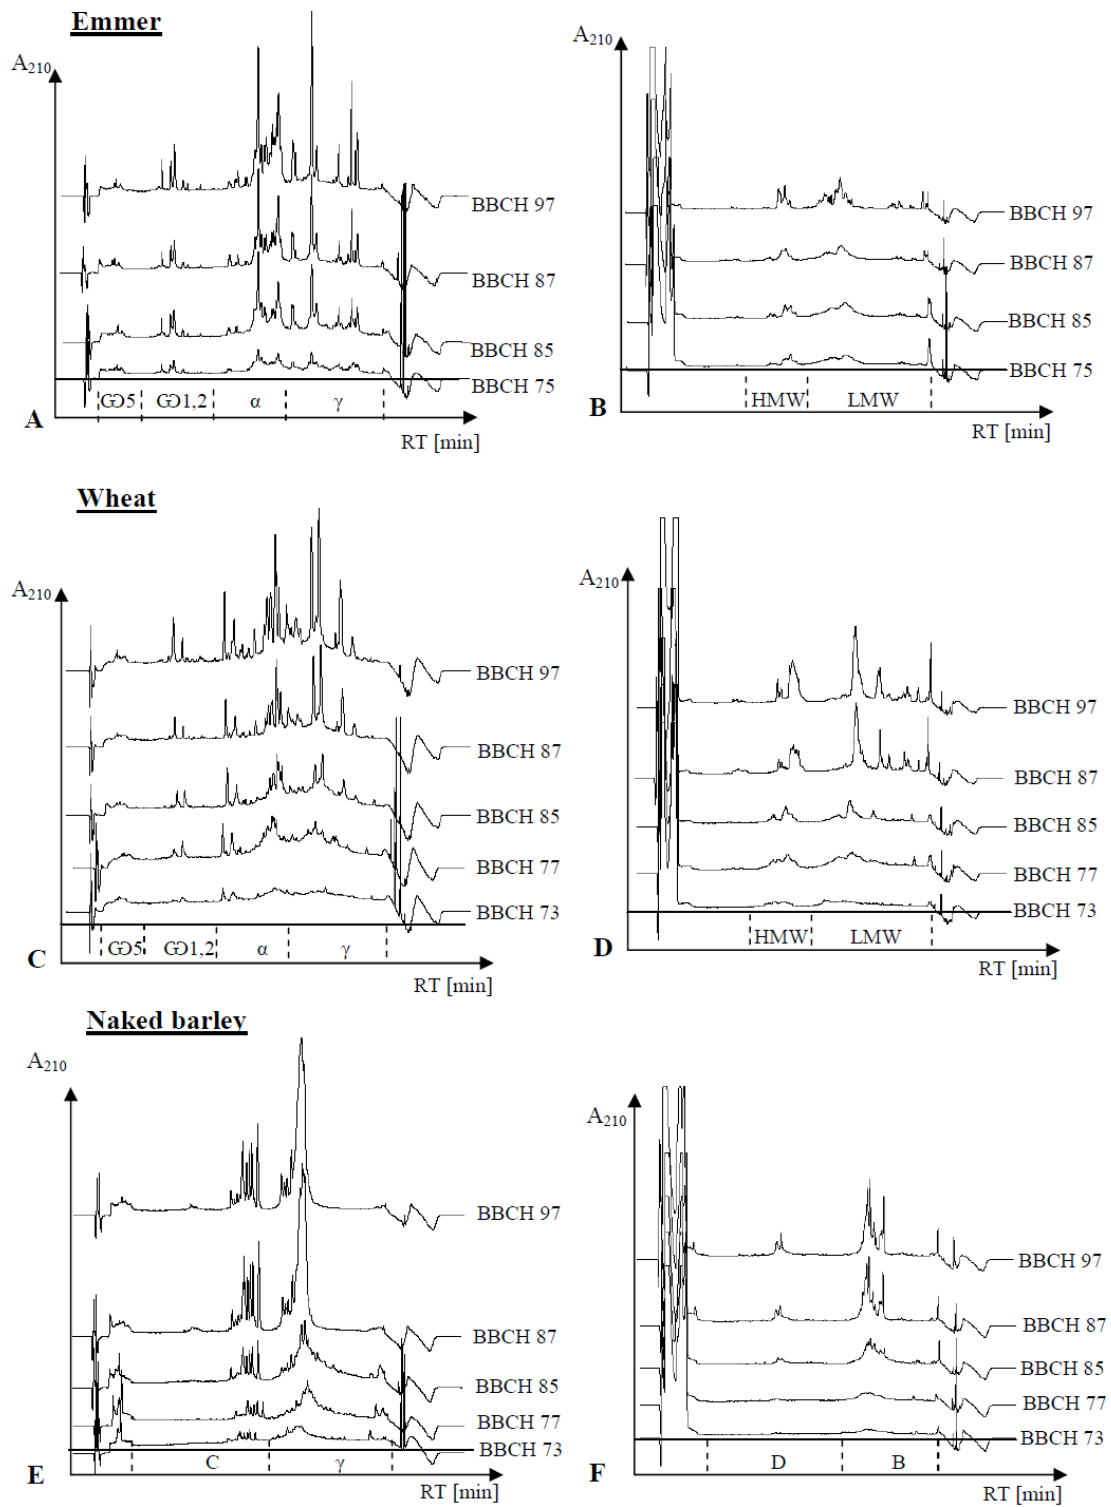 Emmer
A210
BBCH 97
BBCH 87
BBCH 85
BBCH 75
ω5 ω1,2 α γ
A
RT [min]
A210
BBCH 97
BBCH 87
BBCH 85
BBCH 75
HMW LMW
B
RT [min]
Wheat
A210
BBCH 97
BBCH 87
BBCH 85
BBCH 77
BBCH 73
ω5 ω1,2 α γ
C
RT [min]
A210
BBCH 97
BBCH 87
BBCH 85
BBCH 77
BBCH 73
HMW LMW
D
RT [min]
Naked barley
A210
BBCH 97
BBCH 87
BBCH 85
BBCH 77
BBCH 73
C γ
E
RT [min]
A210
BBCH 97
BBCH 87
BBCH 85
BBCH 77
BBCH 73
D B
F
RT [min]